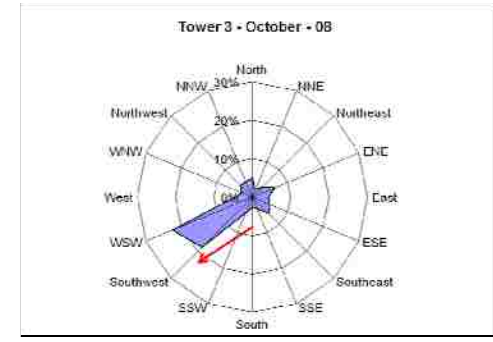 Tower 3 - October - 08
North
30%
NNW
NNE
Northwest
Northeast
20%
WNW
ENE
10%
West
0%
East
WSW
ESE
Southwest
Southeast
SSW
SSE
South